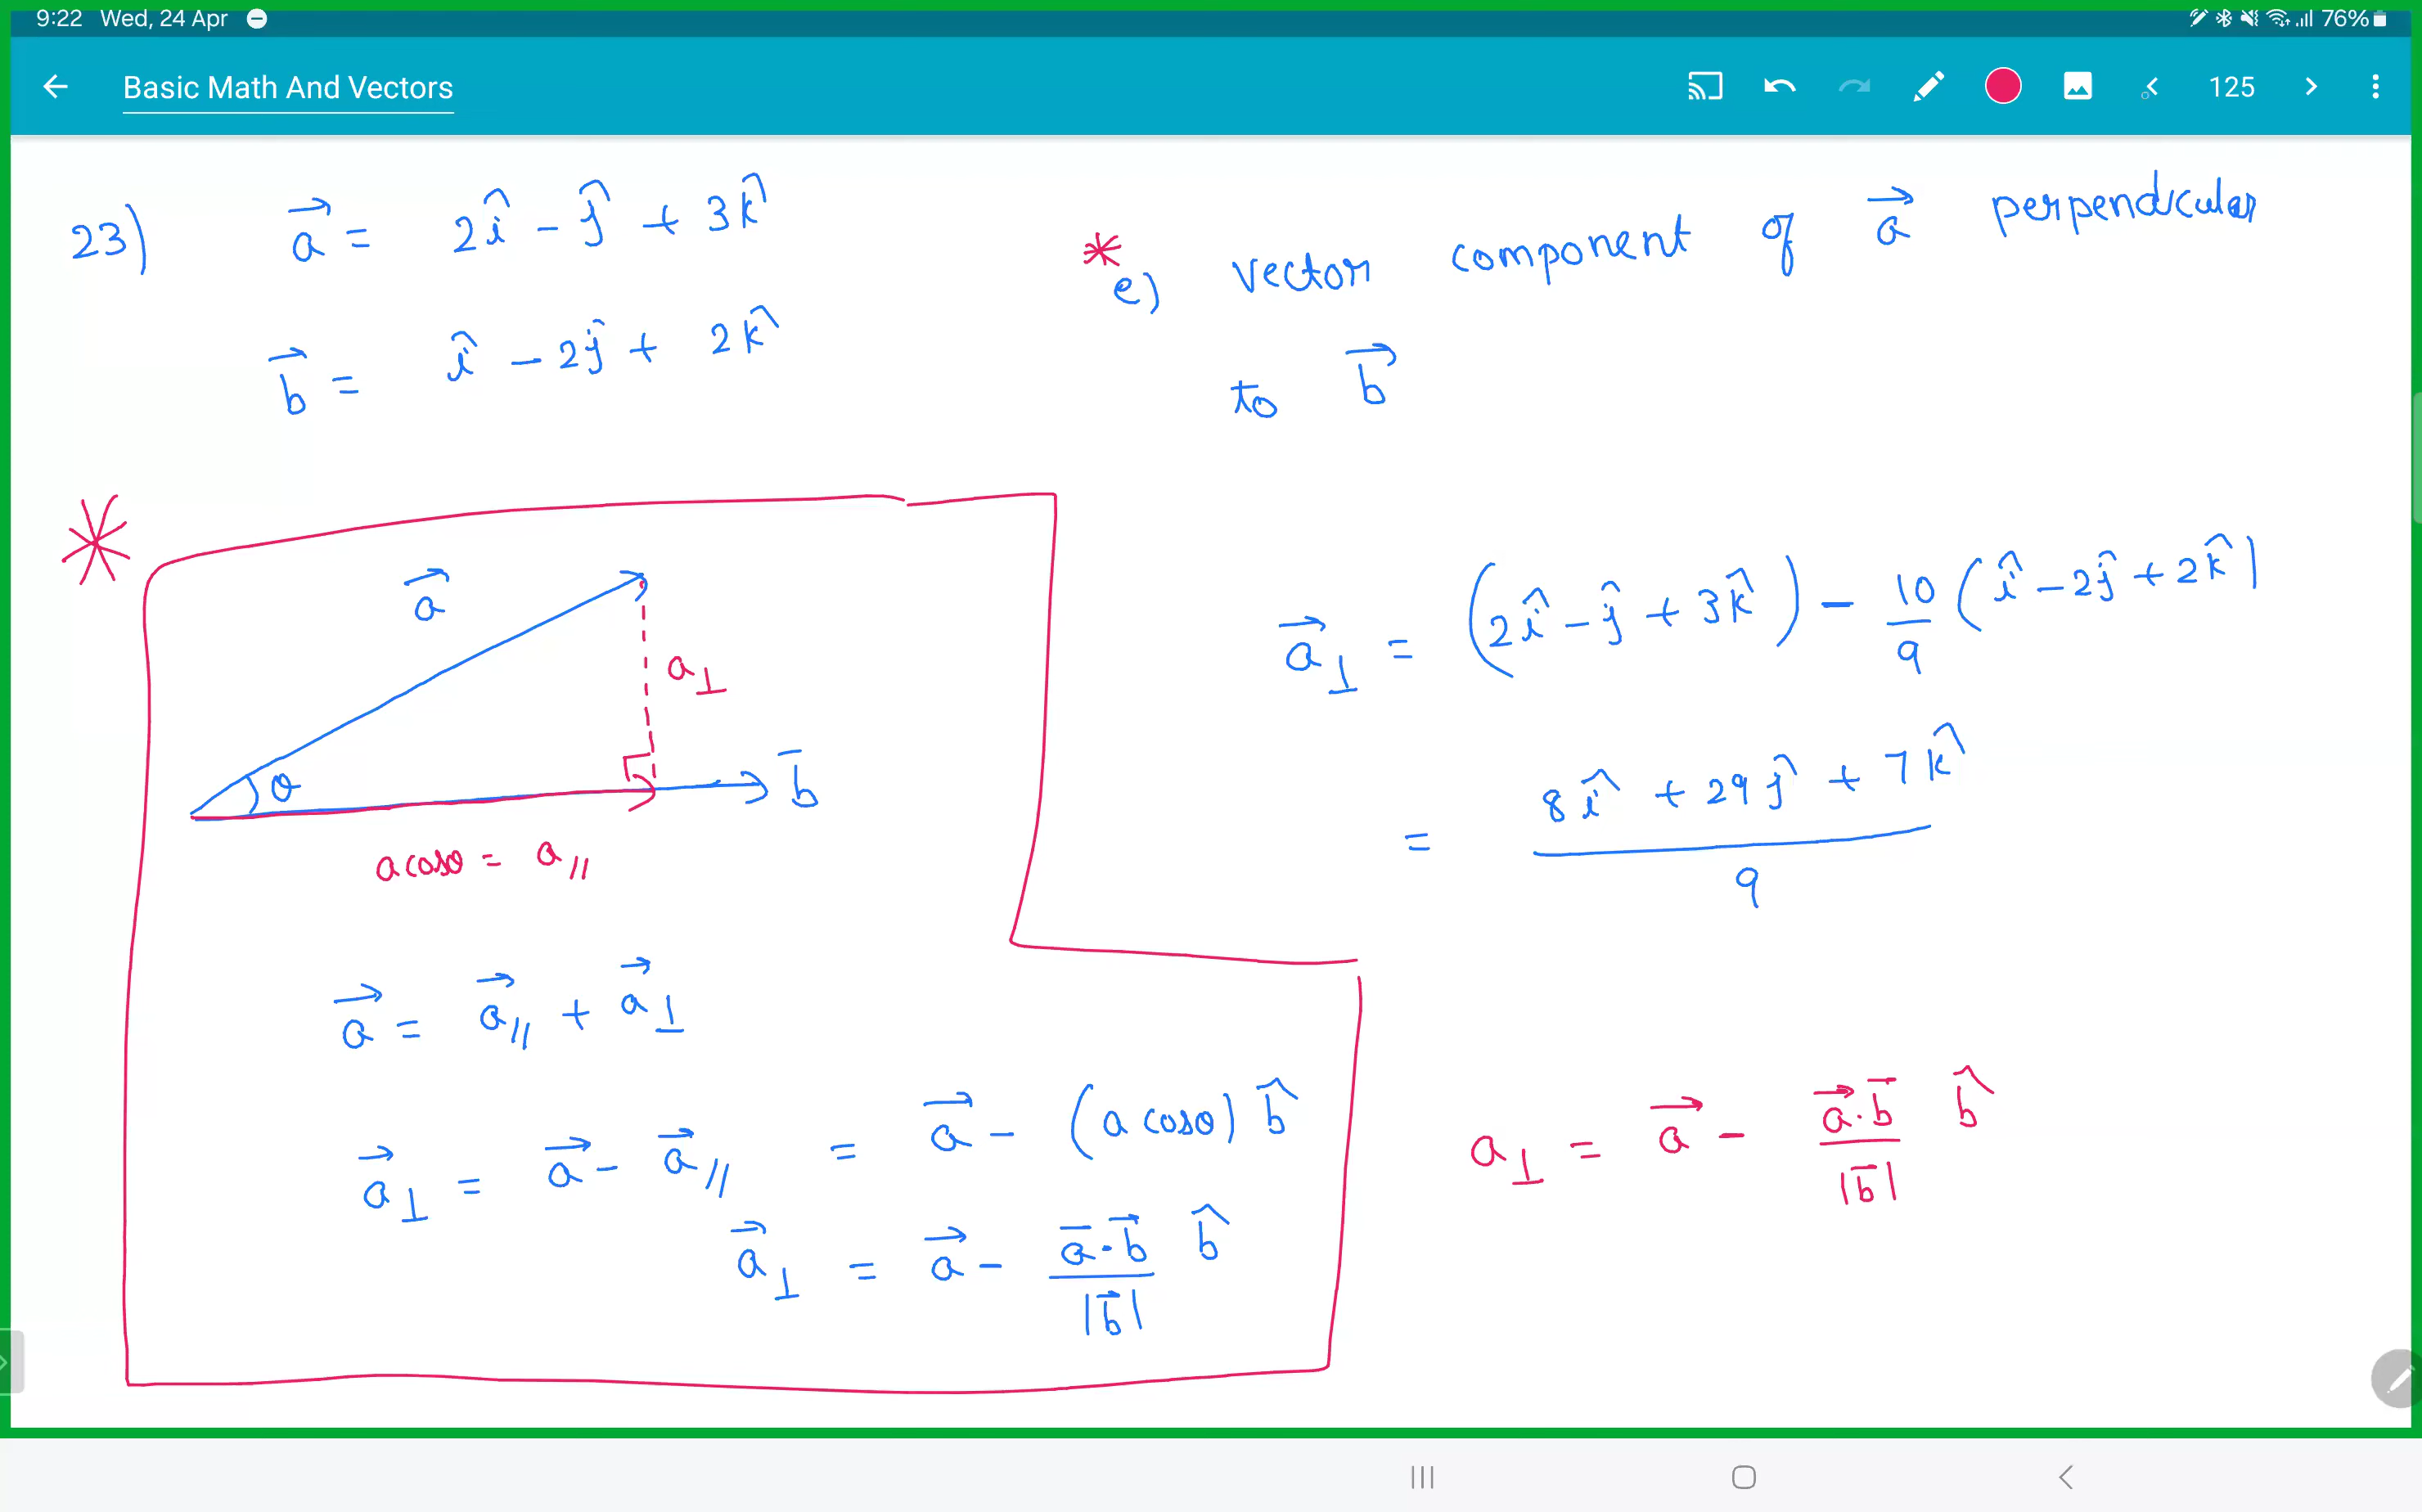 9:22 Wed, 24 Apr
76%
Basic Math And Vectors
125
23) a⃗ = 2î - ĵ + 3k̂
b⃗ = î - 2ĵ + 2k̂
* e) vector component of a⃗ perpendicular
to b⃗
*
a⃗
a⊥
θ
b̄
a cosθ = a∥
a⃗ = a⃗∥ + a⃗⊥
a⃗⊥ = a⃗ - a⃗∥ = a⃗ - (a cosθ) b̂
a⃗⊥ = a⃗ - (ā·b⃗)/|b⃗| b̂
a⃗⊥ = (2î - ĵ + 3k̂) - 10/9 (î - 2ĵ + 2k̂)
= (8î + 29ĵ + 7k̂)/9
a⊥ = a⃗ - (a⃗·b̄)/|b̄| b̂